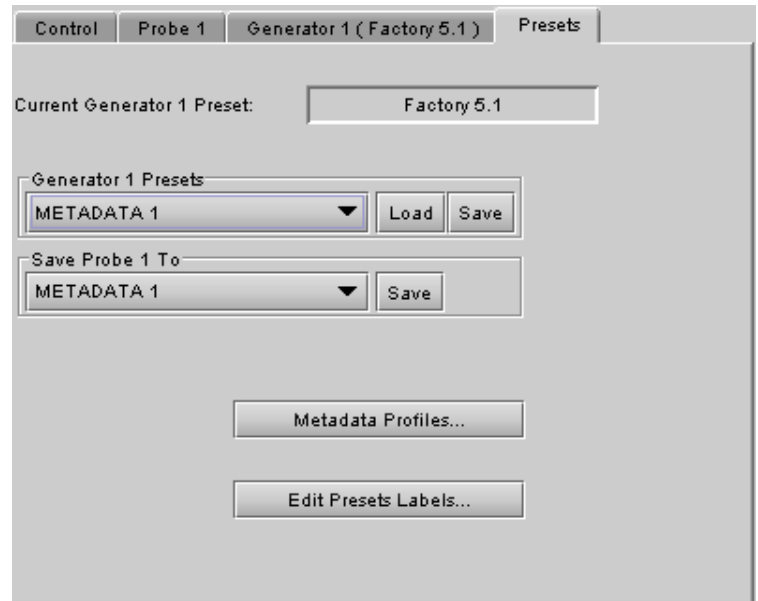 Control Probe 1 Generator 1 ( Factory 5.1 ) Presets
Current Generator 1 Preset: Factory 5.1
Generator 1 Presets
METADATA 1 Load Save
Save Probe 1 To
METADATA 1 Save
Metadata Profiles...
Edit Presets Labels...